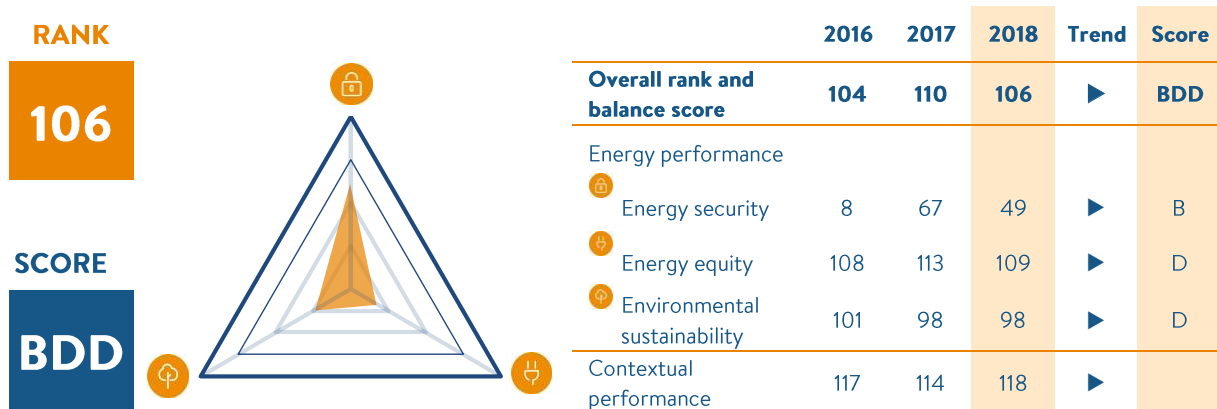 RANK
106
SCORE
BDD
2016 2017 2018 Trend Score
Overall rank and
balance score 104 110 106 ▶ BDD
Energy performance
Energy security 8 67 49 ▶ B
Energy equity 108 113 109 ▶ D
Environmental
sustainability 101 98 98 ▶ D
Contextual
performance 117 114 118 ▶